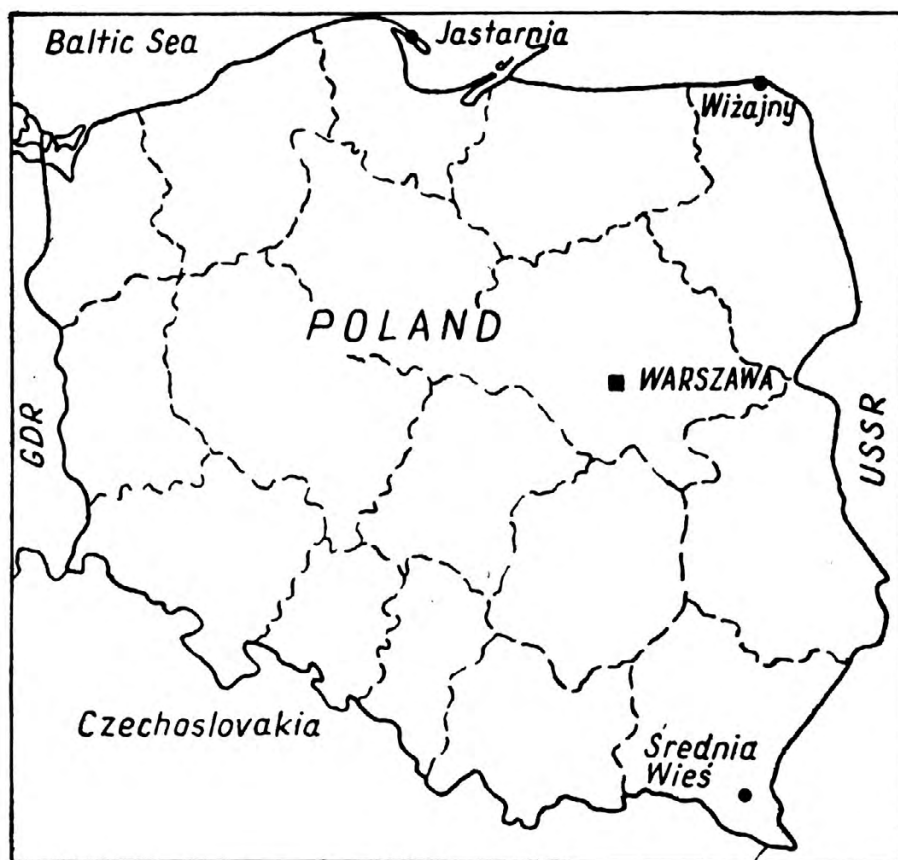 Baltic Sea
Jastarnia
Wiżajny
POLAND
WARSZAWA
GDR
USSR
Czechoslovakia
Średnia
Wieś